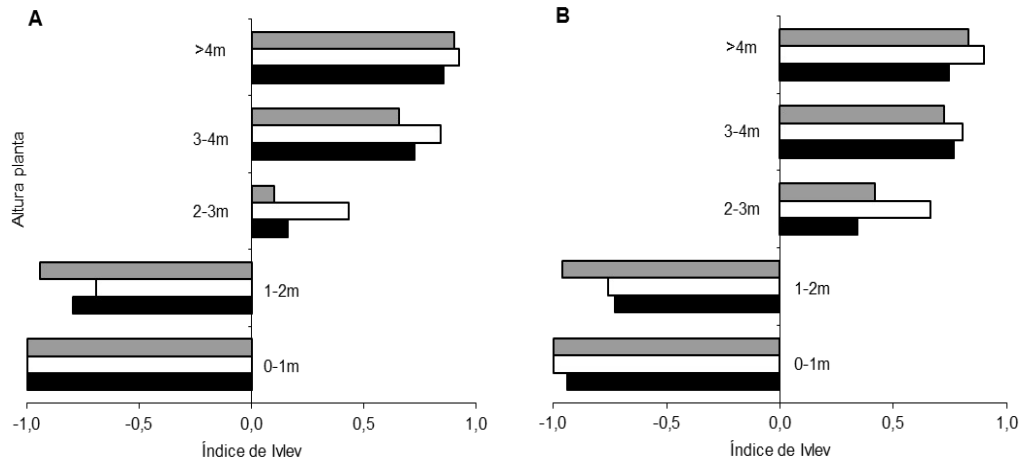 A
>4m
3-4m
2-3m
1-2m
0-1m
Altura planta
-1,0 -0,5 0,0 0,5 1,0
Índice de Ivlev
B
>4m
3-4m
2-3m
1-2m
0-1m
-1,0 -0,5 0,0 0,5 1,0
Índice de Ivlev